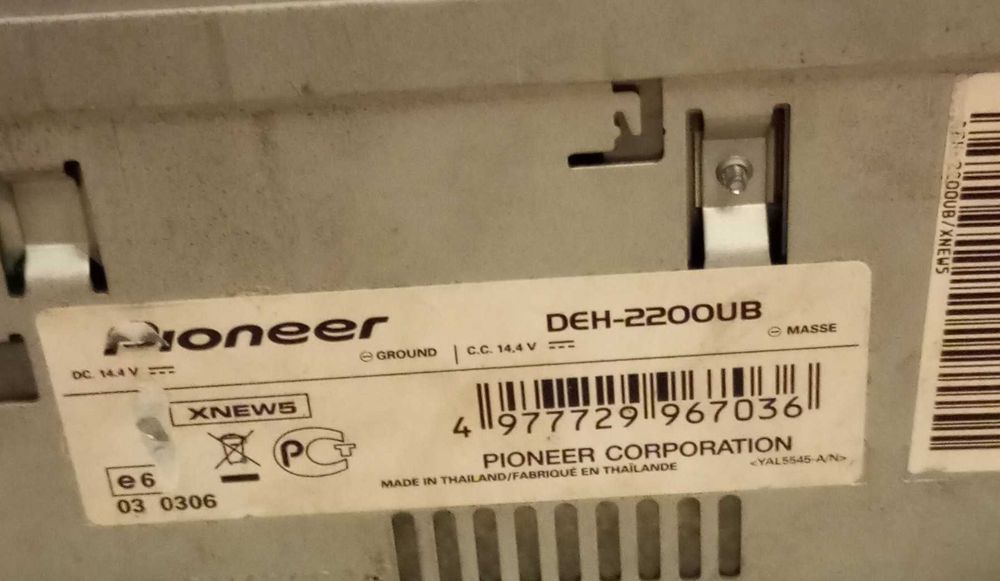 Pioneer
DEH-2200UB
DC. 14.4 V ⎓ ⊖ GROUND | C.C. 14.4 V ⎓ ⊖ MASSE
XNEW5
4 977729 967036
PIONEER CORPORATION
MADE IN THAILAND/FABRIQUÉ EN THAÏLANDE <YAL5545-A/N>
e6
03 0306
2200UB/XNEW5